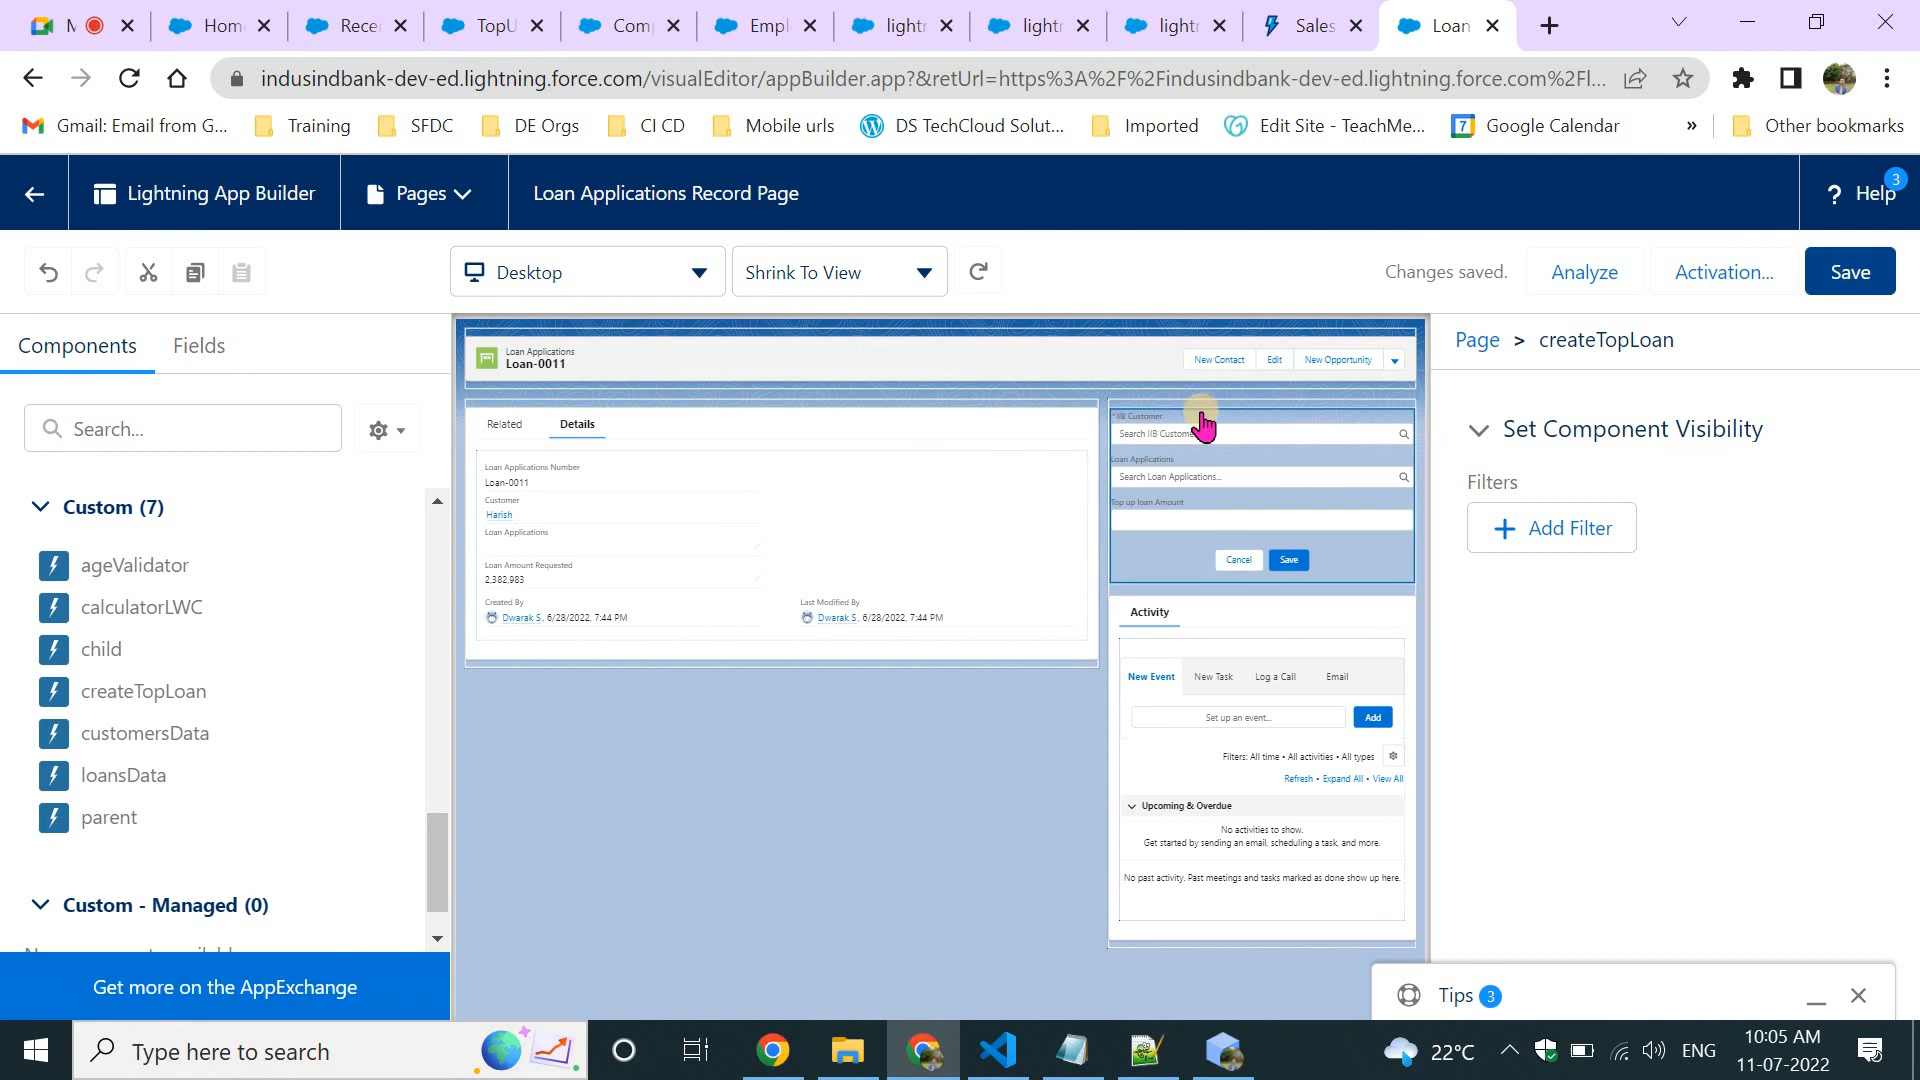 M
Home
Rece
TopU
Com
Empl
lightr
lightr
lightr
Sales
Loan
indusindbank-dev-ed.lightning.force.com/visualEditor/appBuilder.app?&retUrl=https%3A%2F%2Findusindbank-dev-ed.lightning.force.com%2Fl...
Gmail: Email from G...
Training
SFDC
DE Orgs
CI CD
Mobile urls
DS TechCloud Solut...
Imported
Edit Site - TeachMe...
7
Google Calendar
»
Other bookmarks
Lightning App Builder
Pages
Loan Applications Record Page
? Help
3
Desktop
Shrink To View
Changes saved.
Analyze
Activation...
Save
Components
Fields
Search...
Custom (7)
ageValidator
calculatorLWC
child
createTopLoan
customersData
loansData
parent
Custom - Managed (0)
Get more on the AppExchange
Loan Applications
Loan-0011
New Contact
Edit
New Opportunity
Related
Details
Loan Applications Number
Loan-0011
Customer
Harish
Loan Applications
Loan Amount Requested
2,382,983
Created By
Dwarak S, 6/28/2022, 7:44 PM
Last Modified By
Dwarak S, 6/28/2022, 7:44 PM
*IIB Customer
Search IIB Custome
Loan Applications
Search Loan Applications...
Top up loan Amount
Cancel
Save
Activity
New Event
New Task
Log a Call
Email
Set up an event...
Add
Filters: All time • All activities • All types
Refresh • Expand All • View All
Upcoming & Overdue
No activities to show.
Get started by sending an email, scheduling a task, and more.
No past activity. Past meetings and tasks marked as done show up here.
Page > createTopLoan
Set Component Visibility
Filters
+ Add Filter
Tips 3
Type here to search
22°C
ENG
10:05 AM
11-07-2022